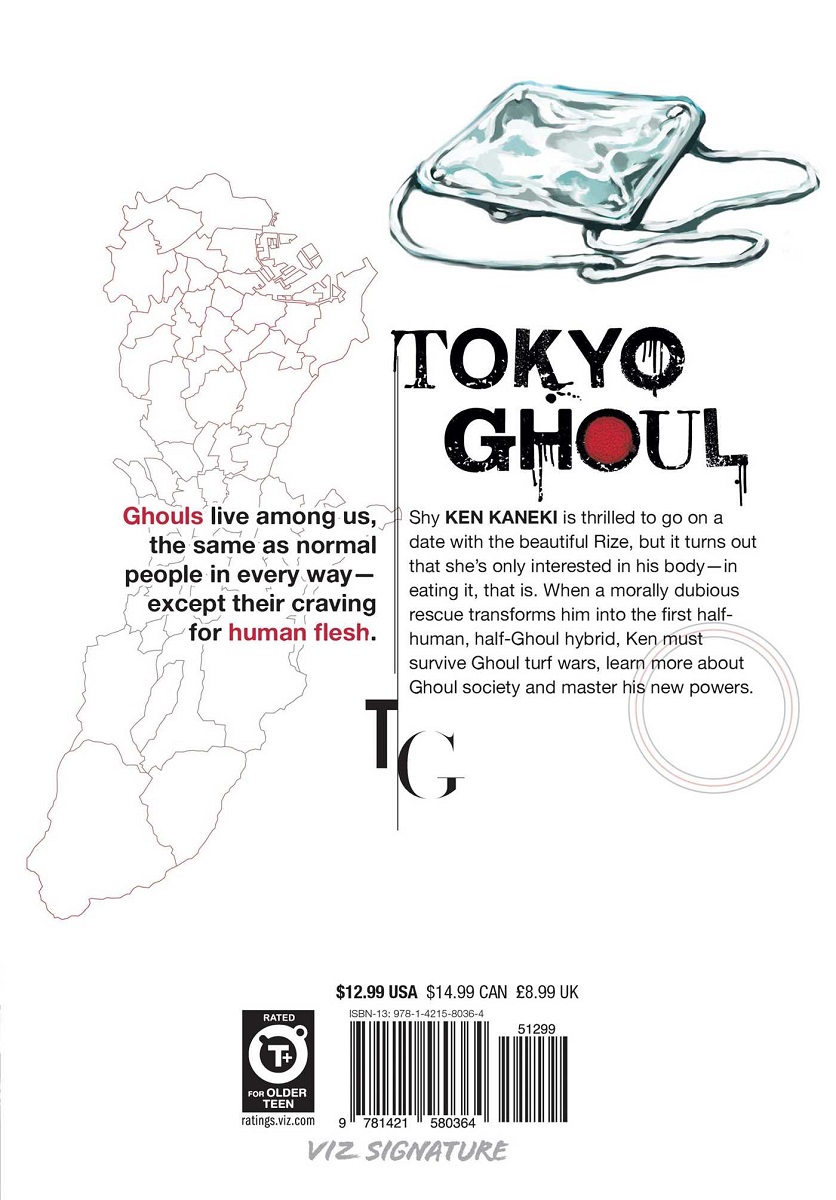 TOKYO
GHOUL
Ghouls live among us,
the same as normal
people in every way—
except their craving
for human flesh.
Shy KEN KANEKI is thrilled to go on a
date with the beautiful Rize, but it turns out
that she's only interested in his body—in
eating it, that is. When a morally dubious
rescue transforms him into the first half-
human, half-Ghoul hybrid, Ken must
survive Ghoul turf wars, learn more about
Ghoul society and master his new powers.
TG
$12.99 USA $14.99 CAN £8.99 UK
ISBN-13: 978-1-4215-8036-4
51299
9 781421 580364
RATED
T+
FOR OLDER
TEEN
ratings.viz.com
VIZ SIGNATURE